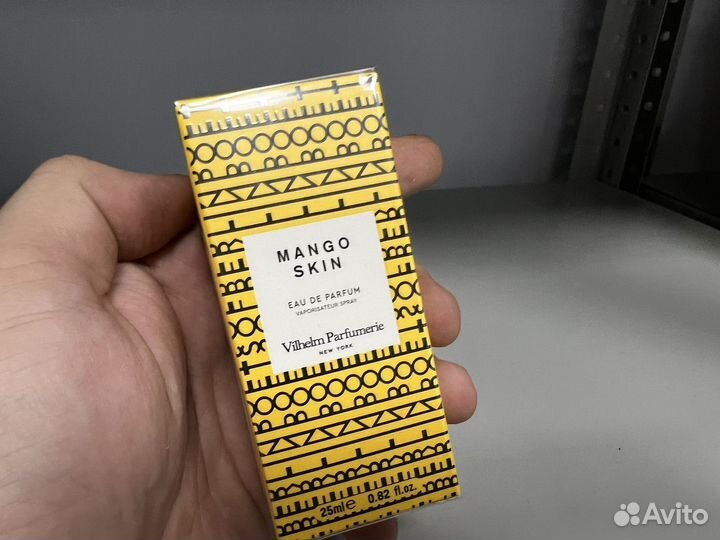 MANGO
SKIN
EAU DE PARFUM
VAPORISATEUR SPRAY
Vilhelm Parfumerie
NEW YORK
25ml℮ 0.82 fl.oz.
Avito